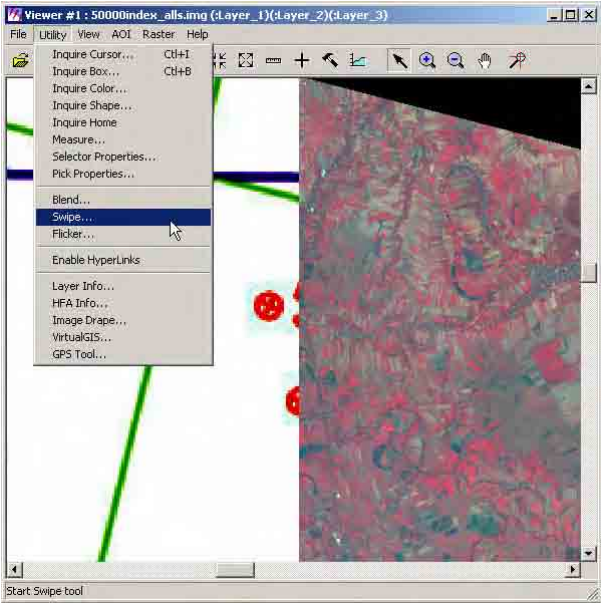 Viewer #1 : 50000index_alls.img (:Layer_1)(:Layer_2)(:Layer_3)
File Utility View AOI Raster Help
Inquire Cursor... Ctl+I
Inquire Box... Ctl+B
Inquire Color...
Inquire Shape...
Inquire Home
Measure...
Selector Properties...
Pick Properties...
Blend...
Swipe...
Flicker...
Enable HyperLinks
Layer Info...
HFA Info...
Image Drape...
VirtualGIS...
GPS Tool...
Start Swipe tool